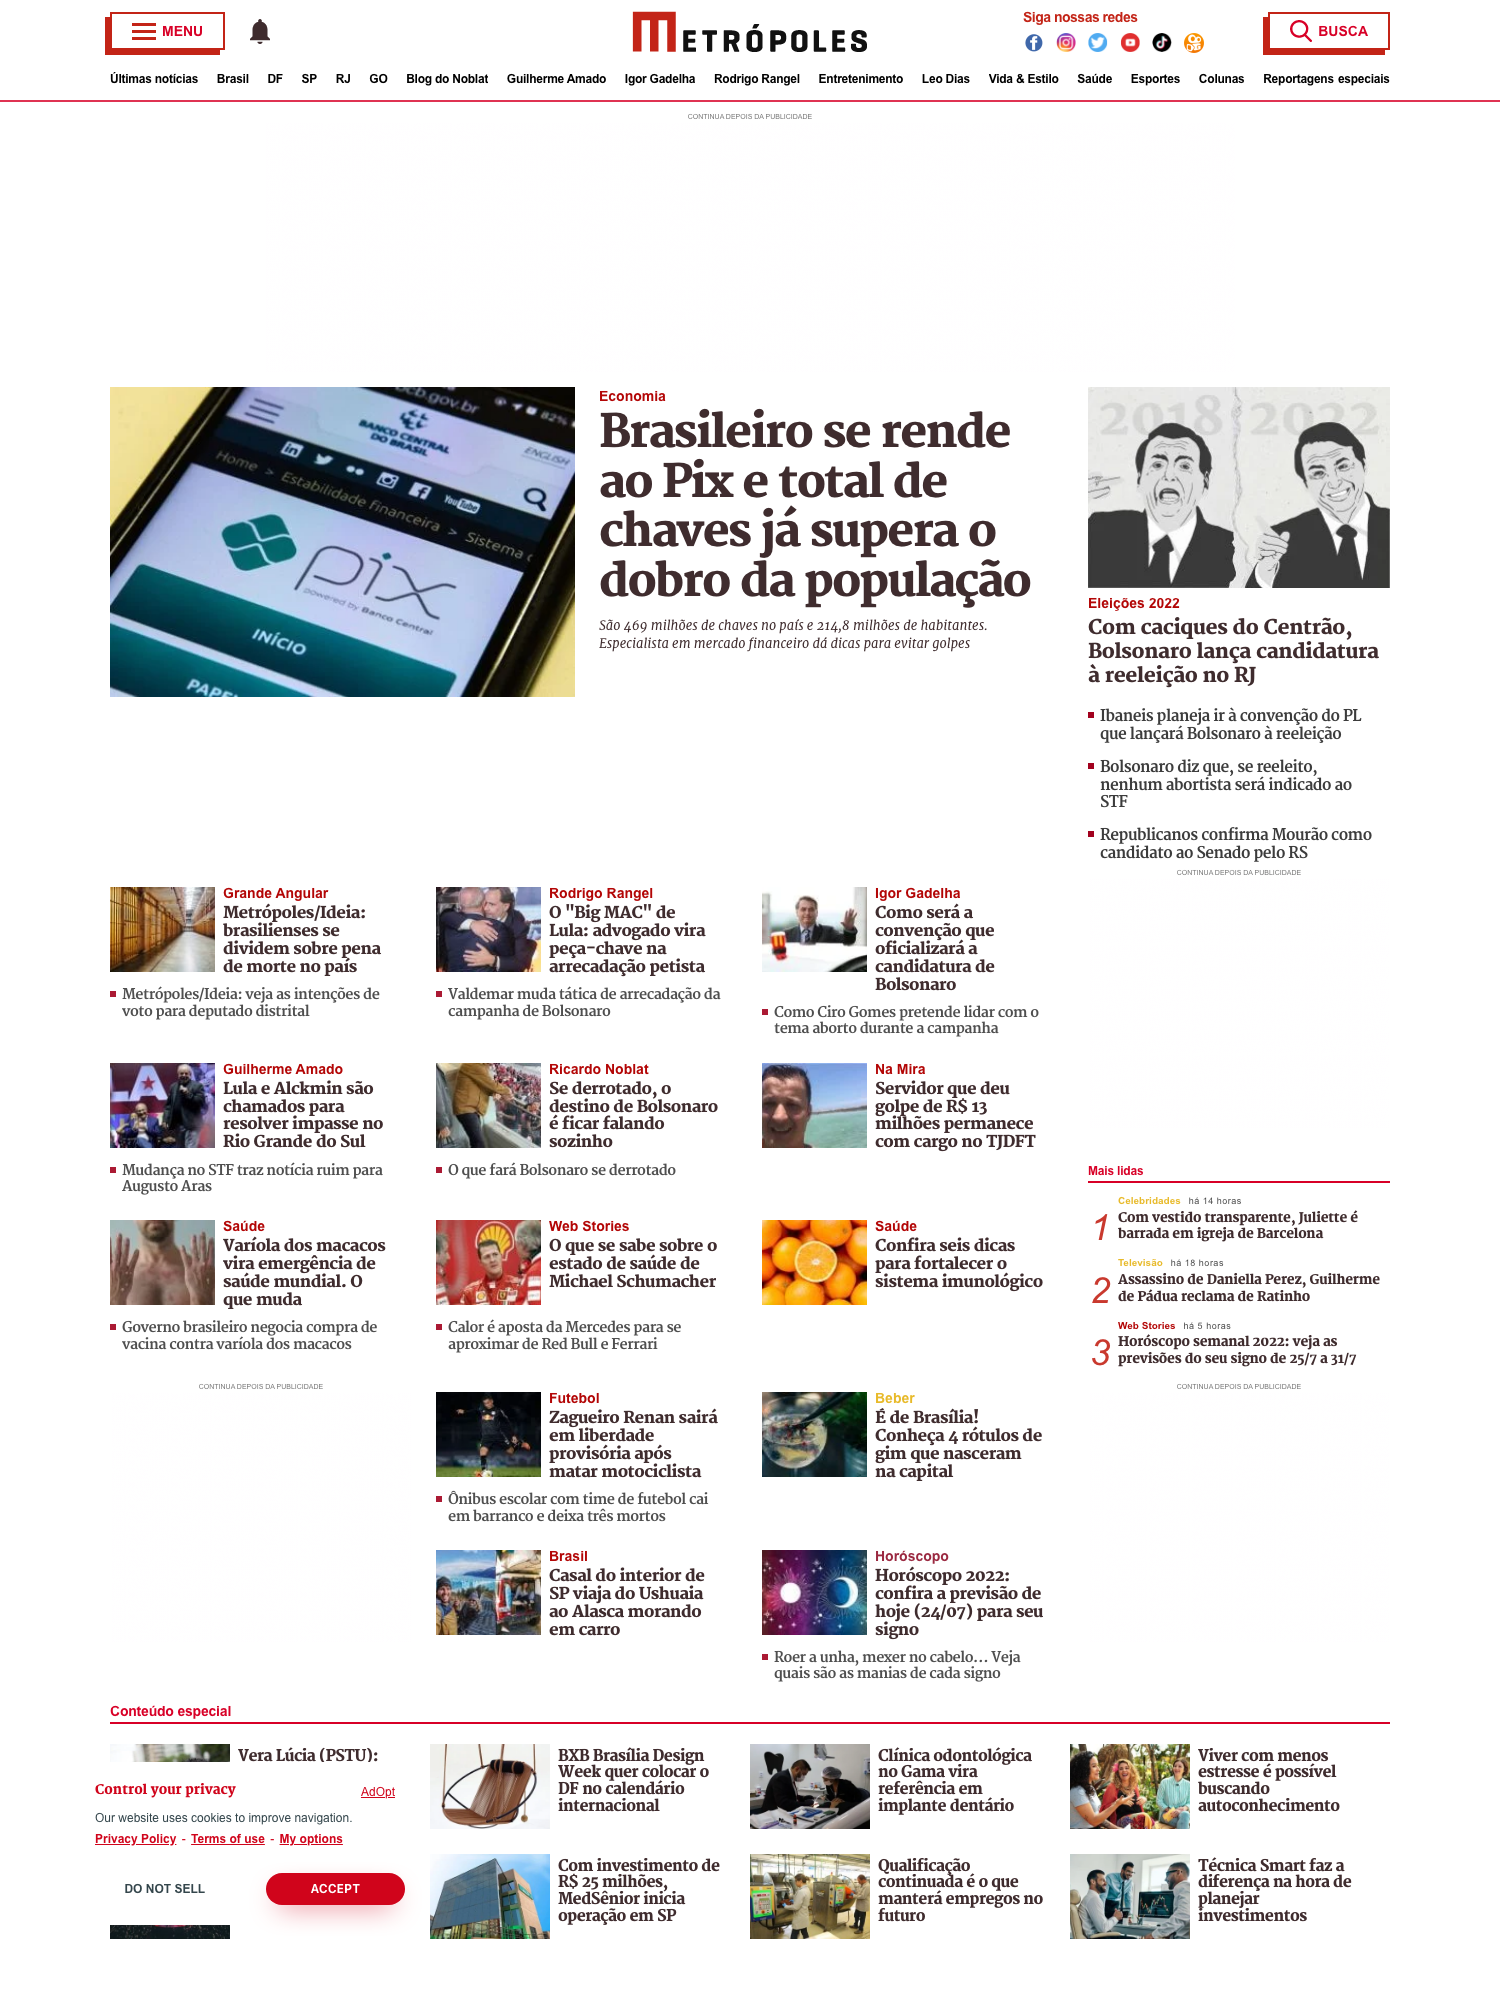 MENU
METRÓPOLES
Siga nossas redes
BUSCA
Últimas notícias Brasil DF SP RJ GO Blog do Noblat Guilherme Amado Igor Gadelha Rodrigo Rangel Entretenimento Leo Dias Vida & Estilo Saúde Esportes Colunas Reportagens especiais
CONTINUA DEPOIS DA PUBLICIDADE
bcb.gov.br
82%
BANCO CENTRAL
DO BRASIL
ENGLISH
YouTube
Home > Estabilidade financeira > Sistema
pix
powered by Banco Central
INÍCIO
Economia
Brasileiro se rende
ao Pix e total de
chaves já supera o
dobro da população
São 469 milhões de chaves no país e 214,8 milhões de habitantes.
Especialista em mercado financeiro dá dicas para evitar golpes
2018 2022
Eleições 2022
Com caciques do Centrão,
Bolsonaro lança candidatura
à reeleição no RJ
Ibaneis planeja ir à convenção do PL
que lançará Bolsonaro à reeleição
Bolsonaro diz que, se reeleito,
nenhum abortista será indicado ao
STF
Republicanos confirma Mourão como
candidato ao Senado pelo RS
CONTINUA DEPOIS DA PUBLICIDADE
Grande Angular
Metrópoles/Ideia:
brasilienses se
dividem sobre pena
de morte no país
Metrópoles/Ideia: veja as intenções de
voto para deputado distrital
Rodrigo Rangel
O "Big MAC" de
Lula: advogado vira
peça-chave na
arrecadação petista
Valdemar muda tática de arrecadação da
campanha de Bolsonaro
Igor Gadelha
Como será a
convenção que
oficializará a
candidatura de
Bolsonaro
Como Ciro Gomes pretende lidar com o
tema aborto durante a campanha
Guilherme Amado
Lula e Alckmin são
chamados para
resolver impasse no
Rio Grande do Sul
Mudança no STF traz notícia ruim para
Augusto Aras
Ricardo Noblat
Se derrotado, o
destino de Bolsonaro
é ficar falando
sozinho
O que fará Bolsonaro se derrotado
Na Mira
Servidor que deu
golpe de R$ 13
milhões permanece
com cargo no TJDFT
Saúde
Varíola dos macacos
vira emergência de
saúde mundial. O
que muda
Governo brasileiro negocia compra de
vacina contra varíola dos macacos
Web Stories
O que se sabe sobre o
estado de saúde de
Michael Schumacher
Calor é aposta da Mercedes para se
aproximar de Red Bull e Ferrari
Saúde
Confira seis dicas
para fortalecer o
sistema imunológico
Mais lidas
1
Celebridades há 14 horas
Com vestido transparente, Juliette é
barrada em igreja de Barcelona
2
Televisão há 18 horas
Assassino de Daniella Perez, Guilherme
de Pádua reclama de Ratinho
3
Web Stories há 5 horas
Horóscopo semanal 2022: veja as
previsões do seu signo de 25/7 a 31/7
CONTINUA DEPOIS DA PUBLICIDADE
CONTINUA DEPOIS DA PUBLICIDADE
Futebol
Zagueiro Renan sairá
em liberdade
provisória após
matar motociclista
Ônibus escolar com time de futebol cai
em barranco e deixa três mortos
Beber
É de Brasília!
Conheça 4 rótulos de
gim que nasceram
na capital
Brasil
Casal do interior de
SP viaja do Ushuaia
ao Alasca morando
em carro
Horóscopo
Horóscopo 2022:
confira a previsão de
hoje (24/07) para seu
signo
Roer a unha, mexer no cabelo... Veja
quais são as manias de cada signo
Conteúdo especial
Vera Lúcia (PSTU):
BXB Brasília Design
Week quer colocar o
DF no calendário
internacional
Clínica odontológica
no Gama vira
referência em
implante dentário
Viver com menos
estresse é possível
buscando
autoconhecimento
Control your privacy
AdOpt
Our website uses cookies to improve navigation.
Privacy Policy - Terms of use - My options
DO NOT SELL
ACCEPT
Com investimento de
R$ 25 milhões,
MedSênior inicia
operação em SP
Qualificação
continuada é o que
manterá empregos no
futuro
Técnica Smart faz a
diferença na hora de
planejar
investimentos